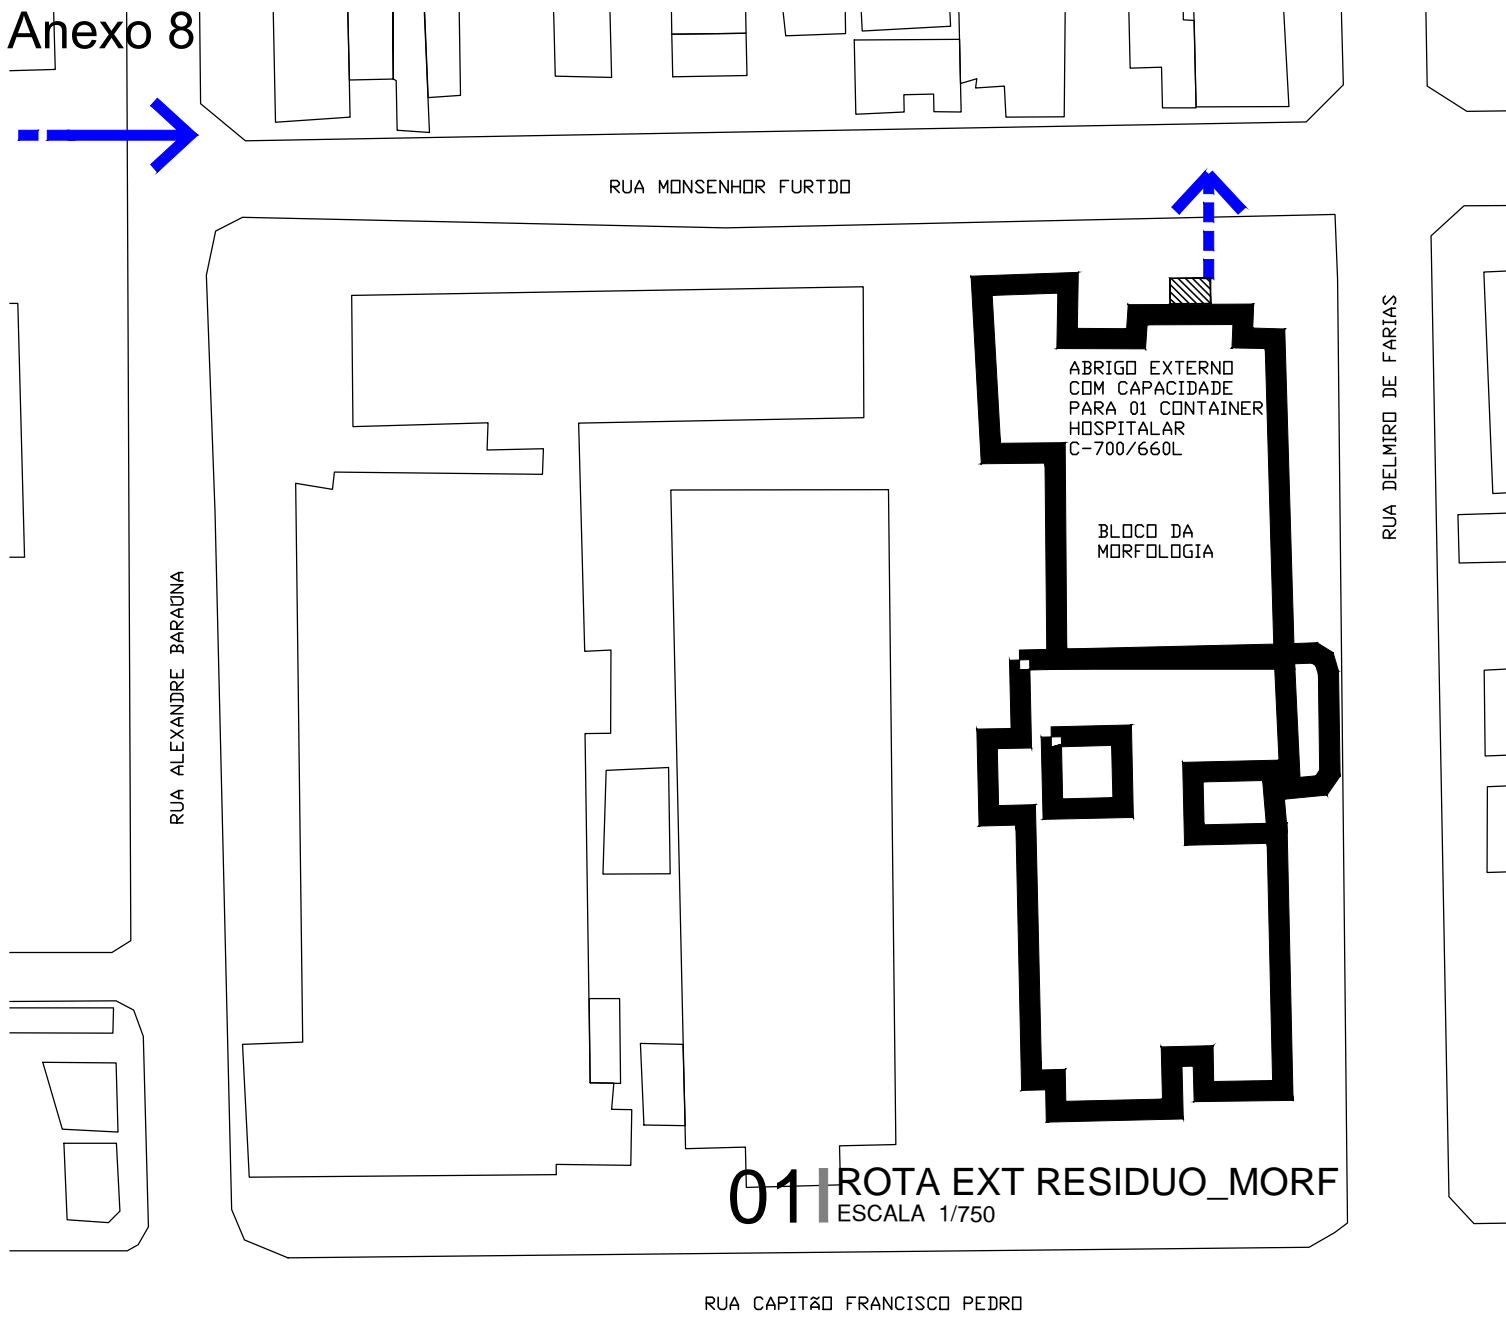 Anexo 8
RUA MONSENHOR FURTDO
RUA DELMIRO DE FARIAS
ABRIGO EXTERNO
COM CAPACIDADE
PARA 01 CONTAINER
HOSPITALAR
C-700/660L
BLOCO DA
MORFOLOGIA
RUA ALEXANDRE BARAÚNA
01
ROTA EXT RESIDUO_MORF
ESCALA 1/750
RUA CAPITãO FRANCISCO PEDRO